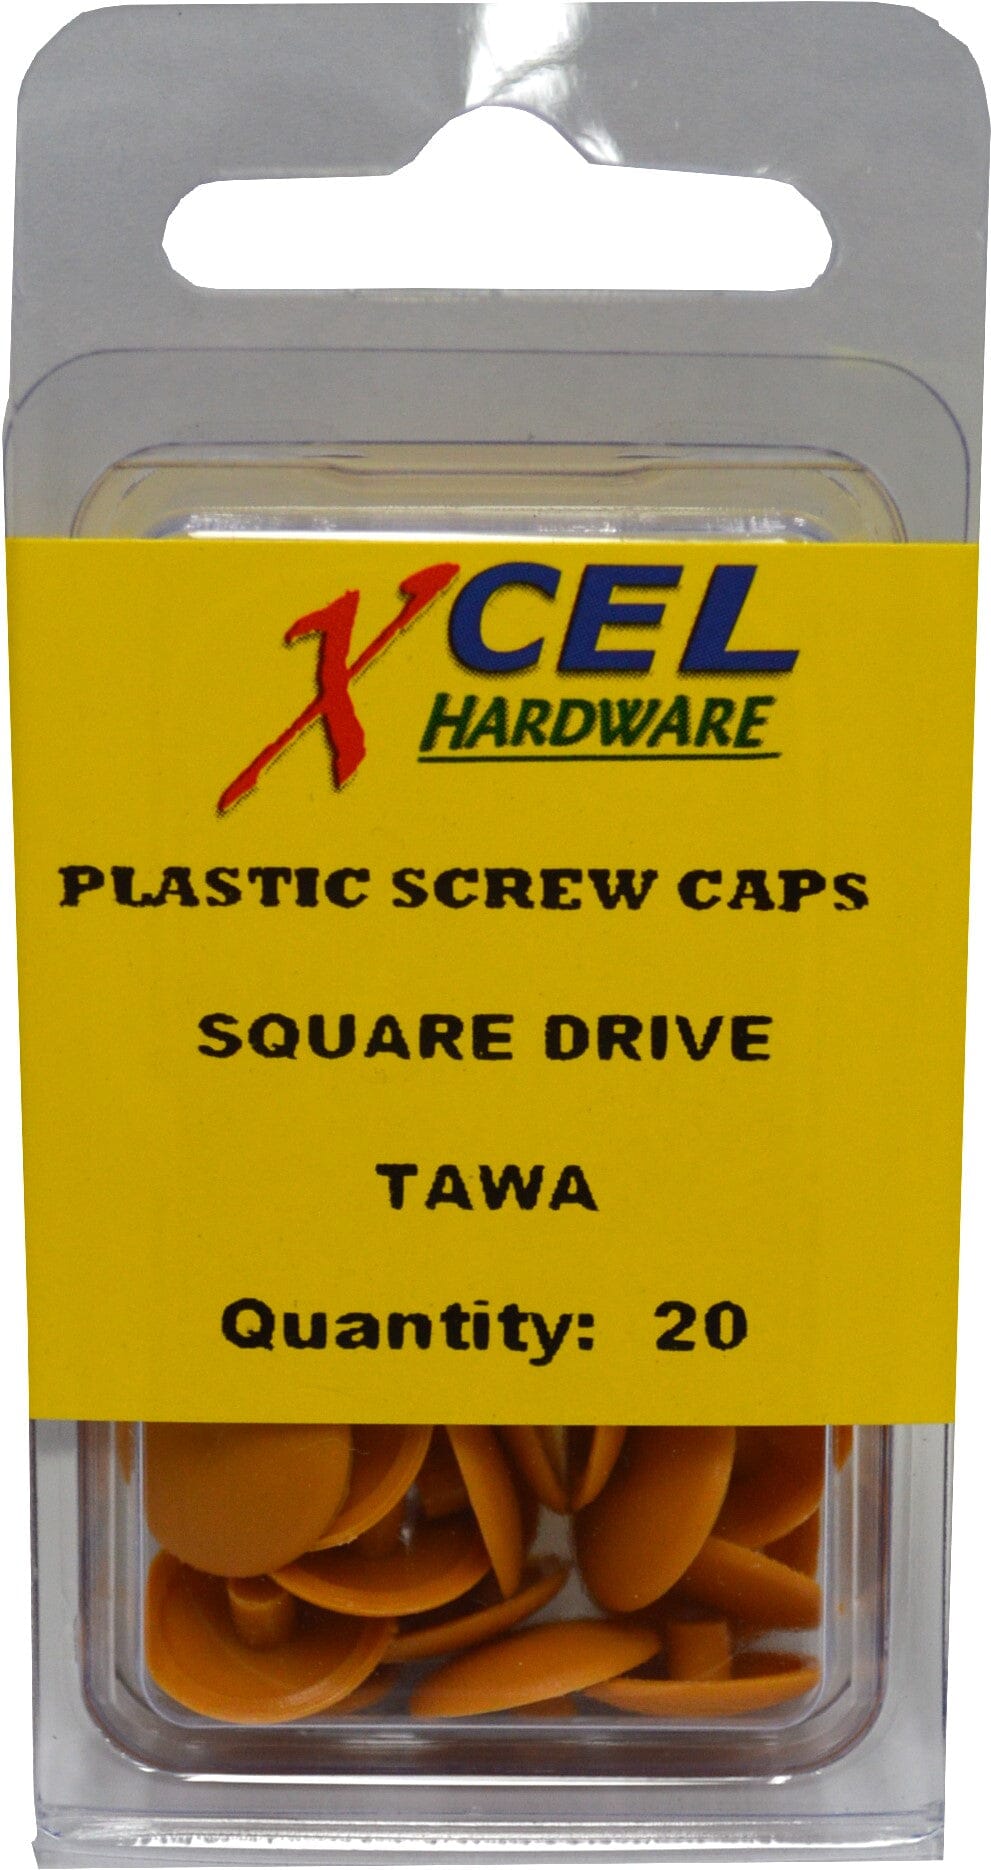 XCEL
HARDWARE
PLASTIC SCREW CAPS
SQUARE DRIVE
TAWA
Quantity: 20